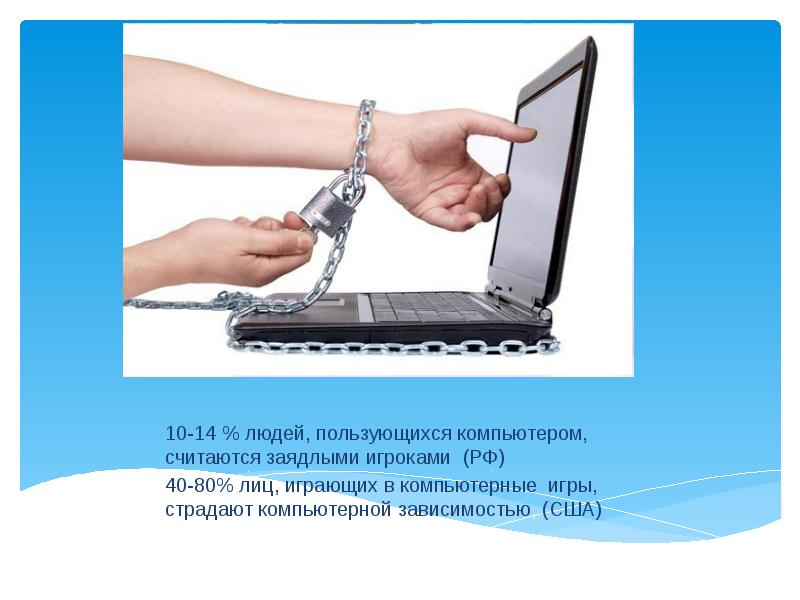 10-14 % людей, пользующихся компьютером,
считаются заядлыми игроками  (РФ)
40-80% лиц, играющих в компьютерные  игры,
страдают компьютерной зависимостью, (США)